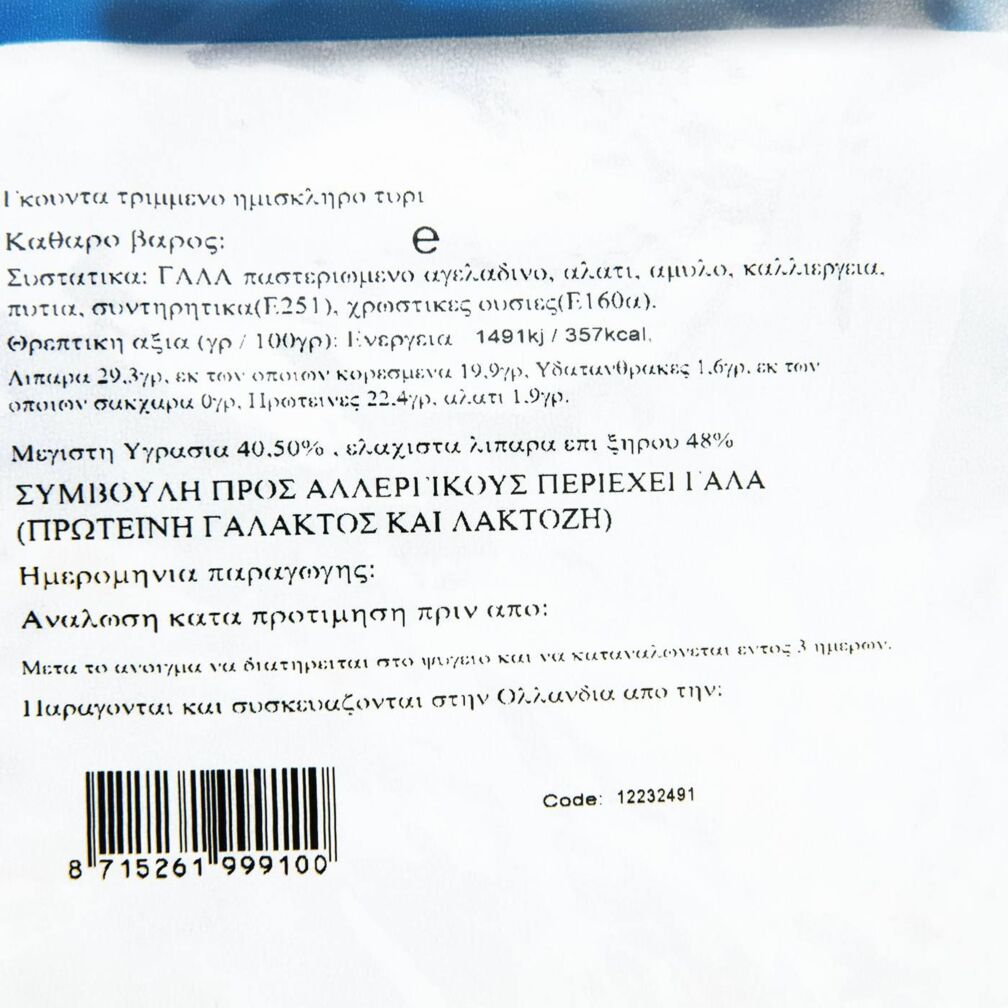 Γκουντα τριμμενο ημισκληρο τυρι
Καθαρο βαρος: e
Συστατικα: ΓΑΛΑ παστεριωμενο αγελαδινο, αλατι, αμυλο, καλλιεργεια,
πυτια, συντηρητικα(Ε251), χρωστικες ουσιες(Ε160α).
Θρεπτικη αξια (γρ / 100γρ): Ενεργεια 1491kj / 357kcal,
Λιπαρα 29,3γρ, εκ των οποιων κορεσμενα 19,9γρ, Υδατανθρακες 1,6γρ, εκ των
οποιων σακχαρα 0γρ, Πρωτεινες 22,4γρ, αλατι 1,9γρ.
Μεγιστη Υγρασια 40,50% , ελαχιστα λιπαρα επι ξηρου 48%
ΣΥΜΒΟΥΛΗ ΠΡΟΣ ΑΛΛΕΡΓΙΚΟΥΣ ΠΕΡΙΕΧΕΙ ΓΑΛΑ
(ΠΡΩΤΕΙΝΗ ΓΑΛΑΚΤΟΣ ΚΑΙ ΛΑΚΤΟΖΗ)
Ημερομηνια παραγωγης:
Αναλωση κατα προτιμηση πριν απο:
Μετα το ανοιγμα να διατηρειται στο ψυγειο και να καταναλωνεται εντος 3 ημερων.
Παραγονται και συσκευαζονται στην Ολλανδια απο την:
Code: 12232491
8 715261 999100